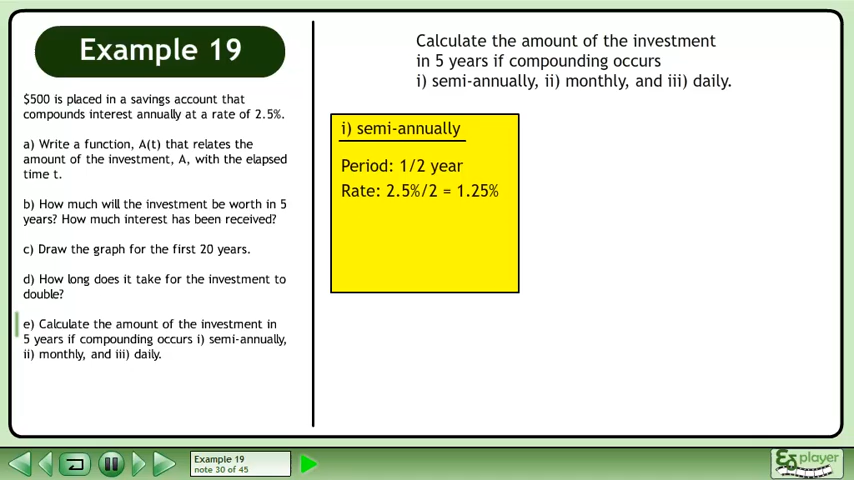 Example 19
$500 is placed in a savings account that
compounds interest annually at a rate of 2.5%.
a) Write a function, A(t) that relates the
amount of the investment, A, with the elapsed
time t.
b) How much will the investment be worth in 5
years? How much interest has been received?
c) Draw the graph for the first 20 years.
d) How long does it take for the investment to
double?
e) Calculate the amount of the investment in
5 years if compounding occurs i) semi-annually,
ii) monthly, and iii) daily.
Calculate the amount of the investment
in 5 years if compounding occurs
i) semi-annually, ii) monthly, and iii) daily.
i) semi-annually
Period: 1/2 year
Rate: 2.5%/2 = 1.25%
Example 19
note 30 of 45
player